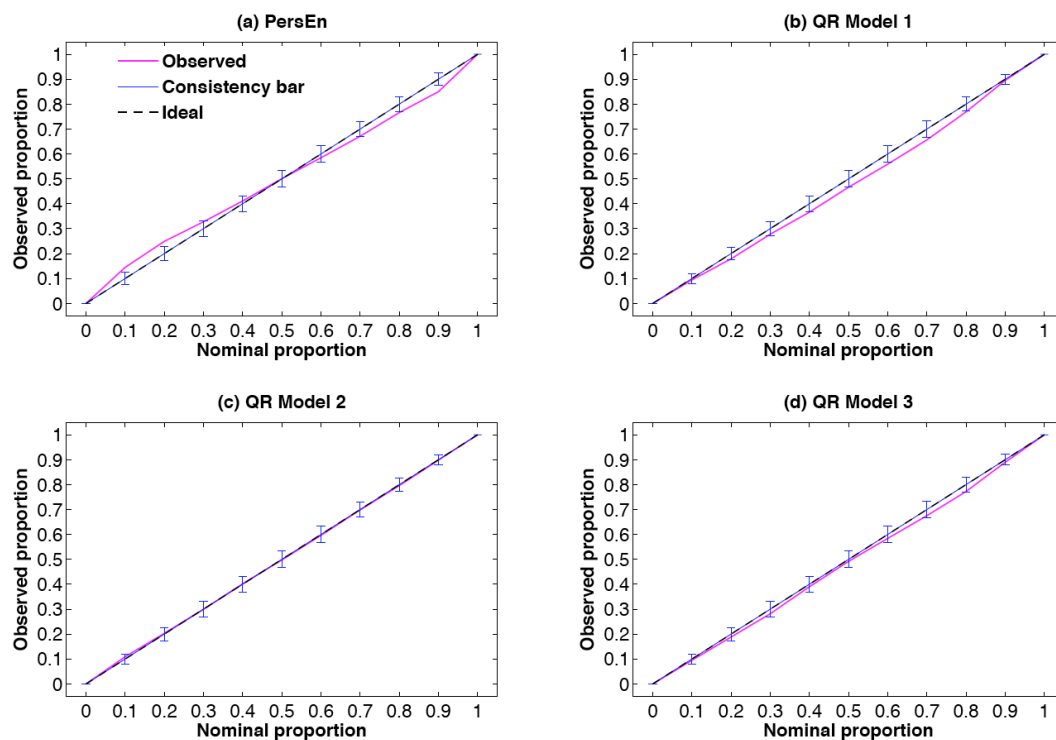 (a) PersEn
Observed
Consistency bar
Ideal
1
0.9
0.8
0.7
0.6
0.5
0.4
0.3
0.2
0.1
0
Observed proportion
0 0.1 0.2 0.3 0.4 0.5 0.6 0.7 0.8 0.9 1
Nominal proportion
(b) QR Model 1
1
0.9
0.8
0.7
0.6
0.5
0.4
0.3
0.2
0.1
0
Observed proportion
0 0.1 0.2 0.3 0.4 0.5 0.6 0.7 0.8 0.9 1
Nominal proportion
(c) QR Model 2
1
0.9
0.8
0.7
0.6
0.5
0.4
0.3
0.2
0.1
0
Observed proportion
0 0.1 0.2 0.3 0.4 0.5 0.6 0.7 0.8 0.9 1
Nominal proportion
(d) QR Model 3
1
0.9
0.8
0.7
0.6
0.5
0.4
0.3
0.2
0.1
0
Observed proportion
0 0.1 0.2 0.3 0.4 0.5 0.6 0.7 0.8 0.9 1
Nominal proportion